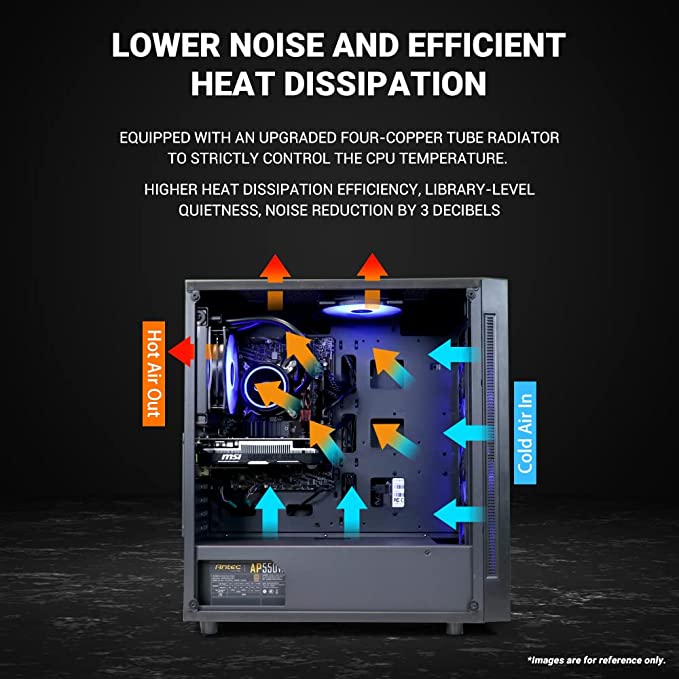 LOWER NOISE AND EFFICIENT
HEAT DISSIPATION
EQUIPPED WITH AN UPGRADED FOUR-COPPER TUBE RADIATOR
TO STRICTLY CONTROL THE CPU TEMPERATURE.
HIGHER HEAT DISSIPATION EFFICIENCY, LIBRARY-LEVEL
QUIETNESS, NOISE REDUCTION BY 3 DECIBELS
Hot Air Out
Cold Air In
msi
Antec
AP550
*Images are for reference only.